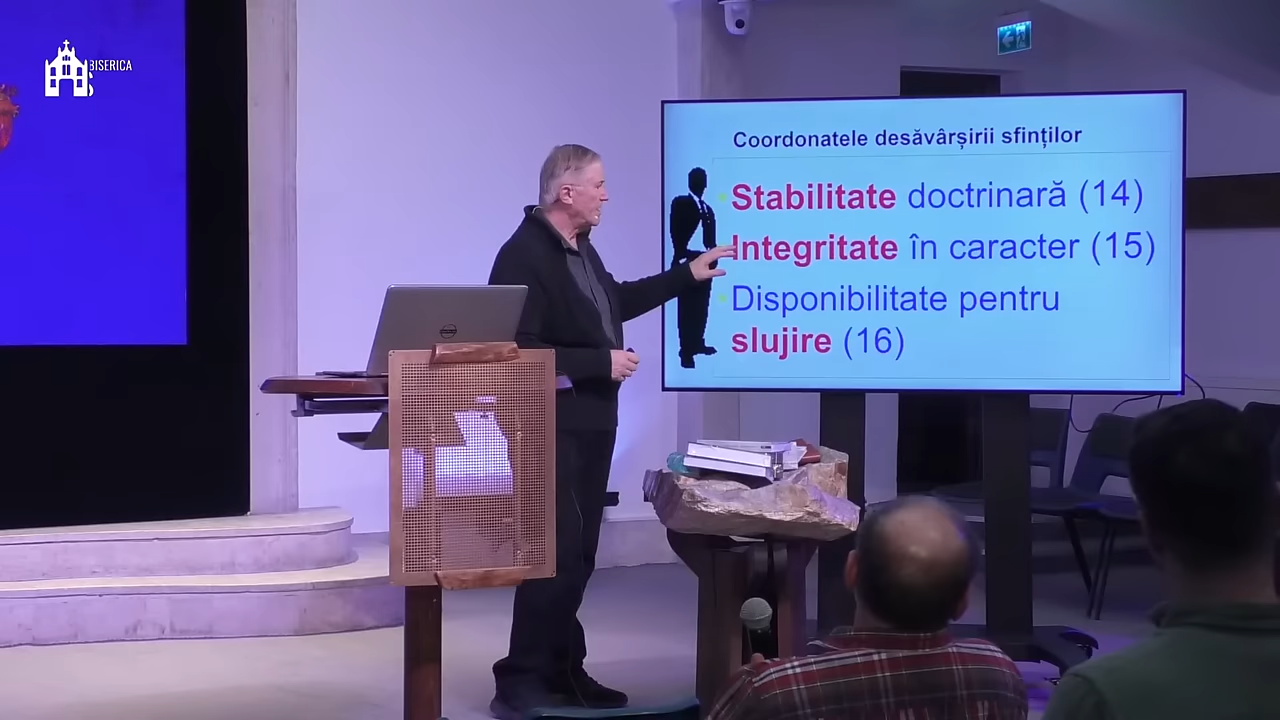 BISERICA
S
Coordonatele desăvârșirii sfinților
Stabilitate doctrinară (14)
Integritate în caracter (15)
Disponibilitate pentru
slujire (16)